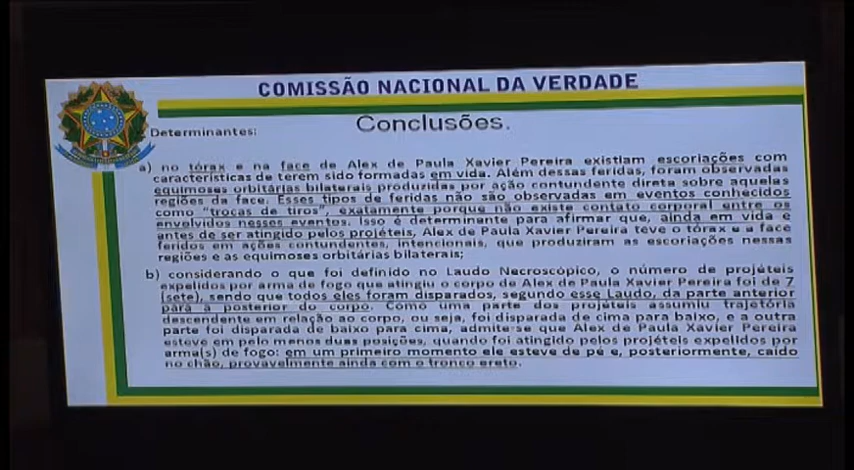 COMISSÃO NACIONAL DA VERDADE
Conclusões.
Determinantes:
a) no tórax e na face de Alex de Paula Xavier Pereira existiam escoriações com
características de terem sido formadas em vida. Além dessas feridas, foram observadas
equimoses orbitárias bilaterais produzidas por ação contundente direta sobre aquelas
regiões da face. Esses tipos de feridas não são observadas em eventos conhecidos
como "trocas de tiros", exatamente porque não existe contato corporal entre os
envolvidos nesses eventos. Isso é determinante para afirmar que, ainda em vida e
antes de ser atingido pelos projéteis, Alex de Paula Xavier Pereira teve o tórax e a face
feridos em ações contundentes, intencionais, que produziram as escoriações nessas
regiões e as equimoses orbitárias bilaterais;
b) considerando o que foi definido no Laudo Necroscópico, o número de projéteis
expelidos por arma de fogo que atingiu o corpo de Alex de Paula Xavier Pereira foi de 7
(sete), sendo que todos eles foram disparados, segundo esse Laudo, da parte anterior
para a posterior do corpo. Como uma parte dos projéteis assumiu trajetória
descendente em relação ao corpo, ou seja, foi disparada de cima para baixo, e a outra
parte foi disparada de baixo para cima, admite-se que Alex de Paula Xavier Pereira
esteve em pelo menos duas posições, quando foi atingido pelos projéteis expelidos por
arma(s) de fogo: em um primeiro momento ele esteve de pé e, posteriormente, caído
no chão, provavelmente ainda com o tronco ereto.